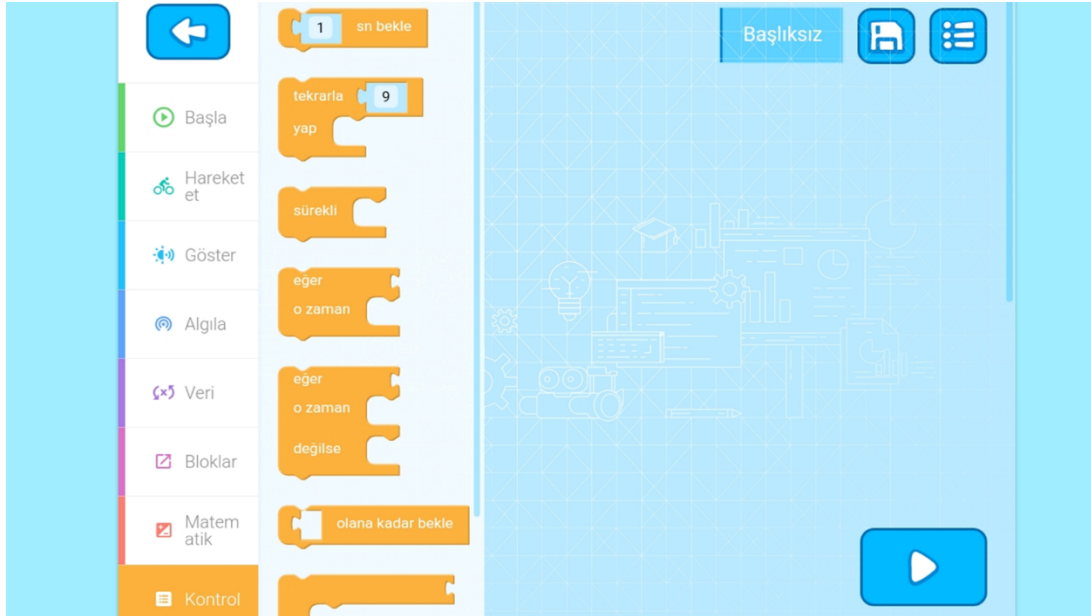 Başlıksız
Başla
Hareket
et
Göster
Algıla
Veri
Bloklar
Matem
atik
Kontrol
1 sn bekle
tekrarla 9
yap
sürekli
eğer
o zaman
eğer
o zaman
değilse
olana kadar bekle